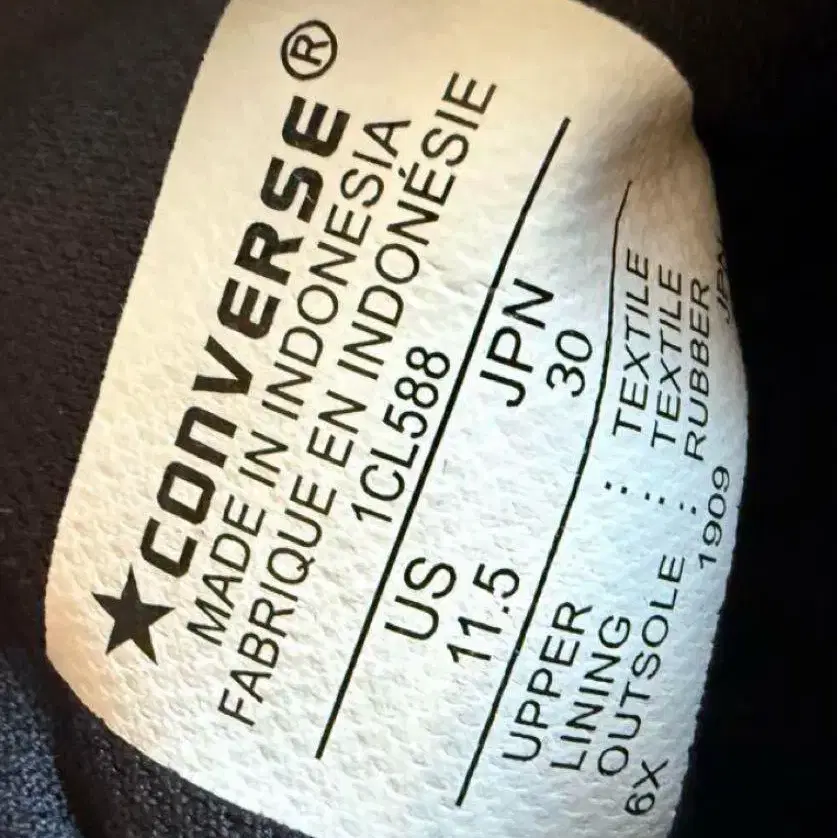 ★CONVERSE®
MADE IN INDONESIA
FABRIQUE EN INDONÉSIE
1CL588
US JPN
11.5 30
UPPER : TEXTILE
LINING : TEXTILE
OUTSOLE : RUBBER
6X 1909 JPN